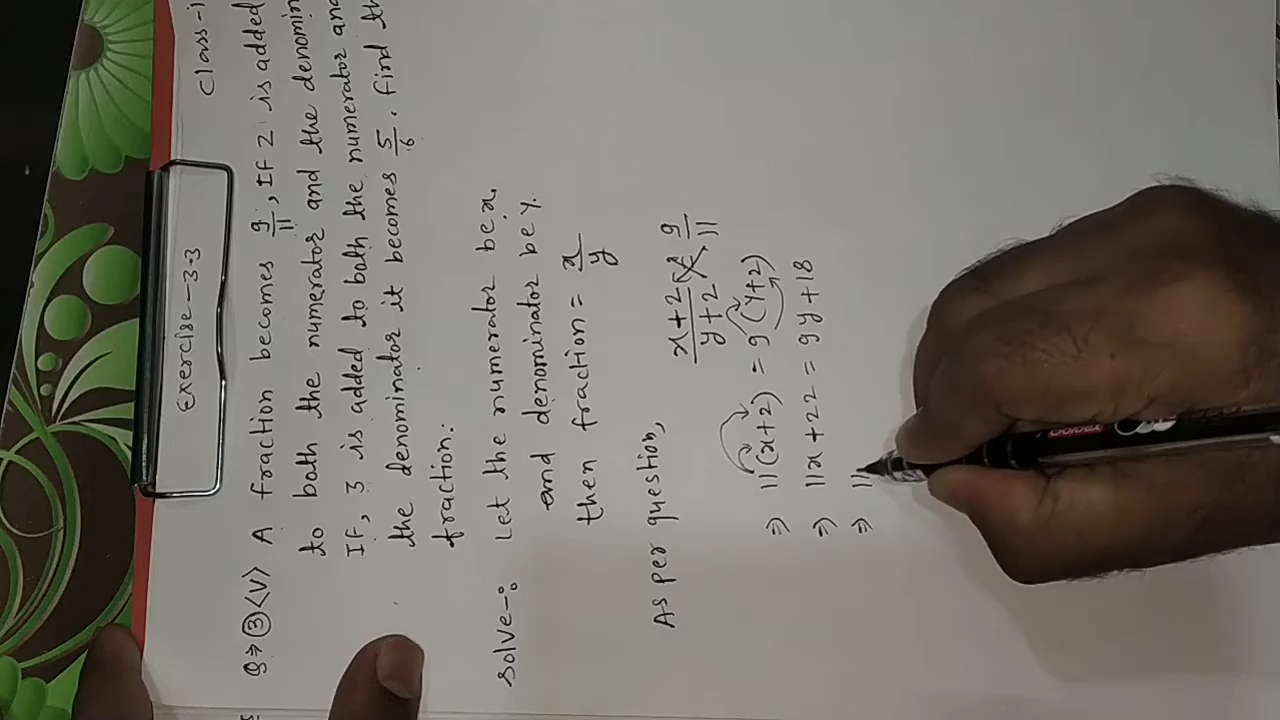 Exercise-3.3
Class-
Q→③<V> A fraction becomes 9/11, If 2 is added
to both the numerator and the denomin
If, 3 is added to both the numerator and
the denominator it becomes 5/6. Find th
fraction:
Solve-: Let the numerator be x,
and denominator be y.
then fraction = x/y
As per question,
x+2/y+2 = 9/11
⇒ 11(x+2) = 9(y+2)
⇒ 11x+22 = 9y+18
⇒ 11